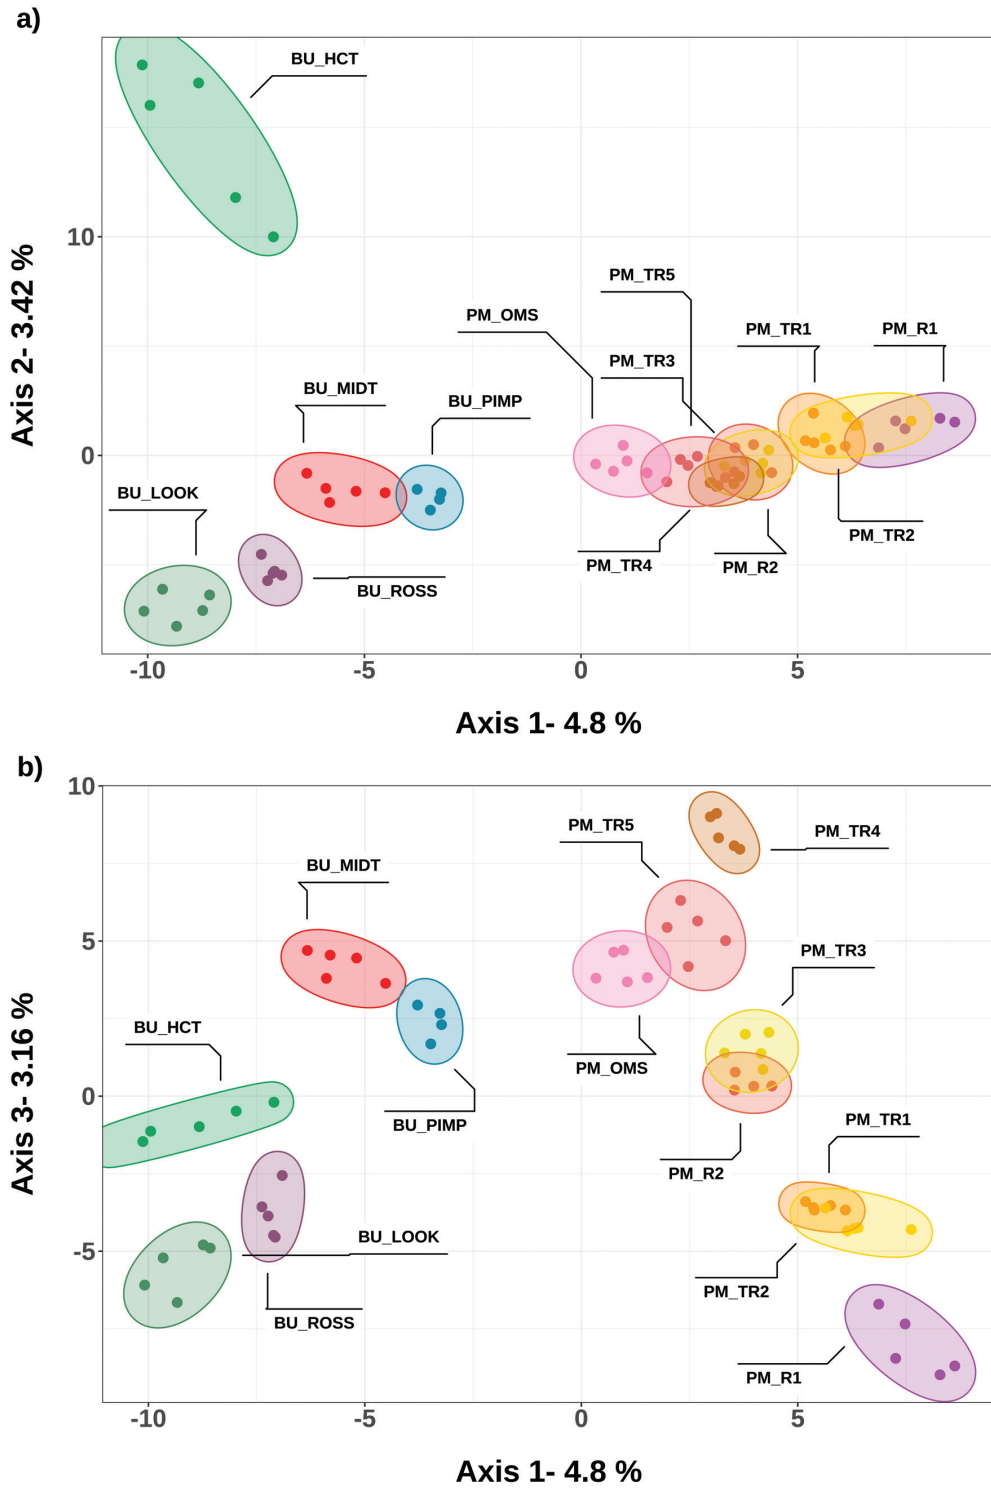 a)
BU_HCT
10
Axis 2- 3.42 %
PM_TR5
PM_OMS
PM_TR1
PM_R1
PM_TR3
BU_MIDT
BU_PIMP
0
BU_LOOK
PM_TR2
PM_TR4
PM_R2
BU_ROSS
-10
-5
0
5
Axis 1- 4.8 %
b)
10
PM_TR5
PM_TR4
BU_MIDT
5
PM_TR3
Axis 3- 3.16 %
BU_HCT
PM_OMS
0
BU_PIMP
PM_TR1
PM_R2
BU_LOOK
-5
PM_TR2
BU_ROSS
PM_R1
-10
-5
0
5
Axis 1- 4.8 %